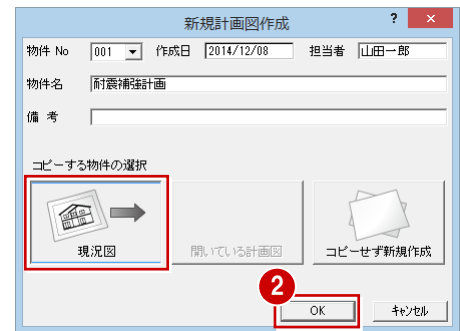 新規計画図作成 ? ×
物件 No 001 作成日 2014/12/08 担当者 山田一郎
物件名 耐震補強計画
備 考
コピーする物件の選択
現況図 開いている計画図 コピーせず新規作成
2
OK キャンセル